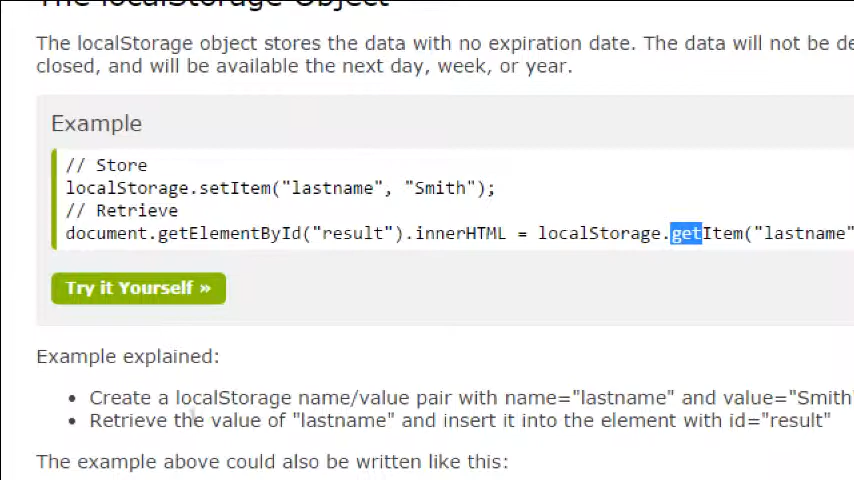 The localStorage Object
The localStorage object stores the data with no expiration date. The data will not be de
closed, and will be available the next day, week, or year.
Example
// Store
localStorage.setItem("lastname", "Smith");
// Retrieve
document.getElementById("result").innerHTML = localStorage.getItem("lastname"
Try it Yourself »
Example explained:
• Create a localStorage name/value pair with name="lastname" and value="Smith"
• Retrieve the value of "lastname" and insert it into the element with id="result"
The example above could also be written like this: